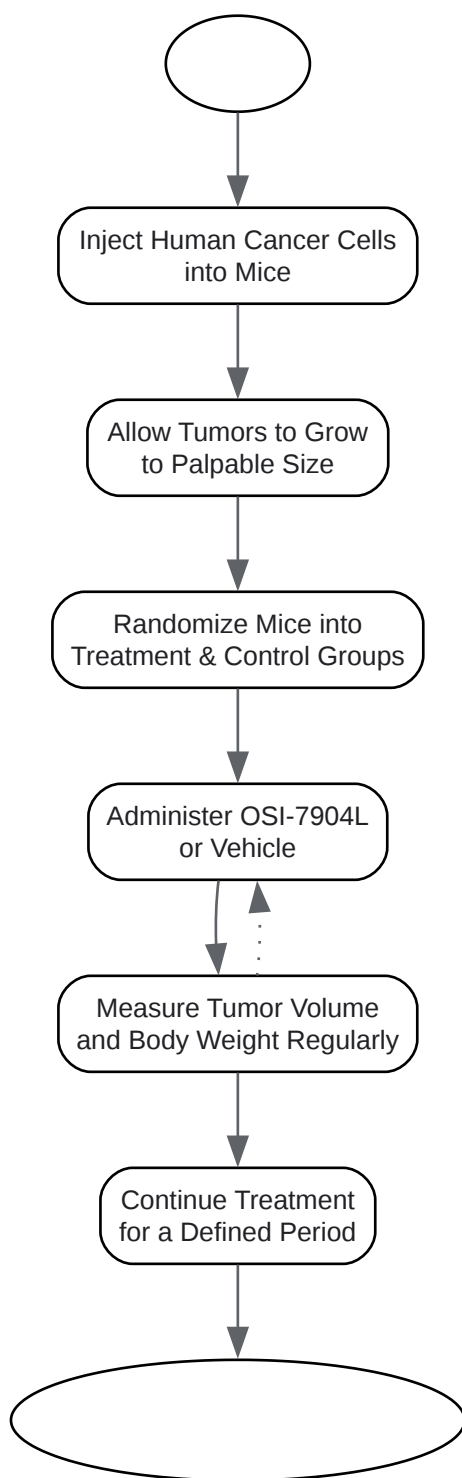 Inject Human Cancer Cells
into Mice
Allow Tumors to Grow
to Palpable Size
Randomize Mice into
Treatment & Control Groups
Administer OSI-7904L
or Vehicle
Measure Tumor Volume
and Body Weight Regularly
Continue Treatment
for a Defined Period